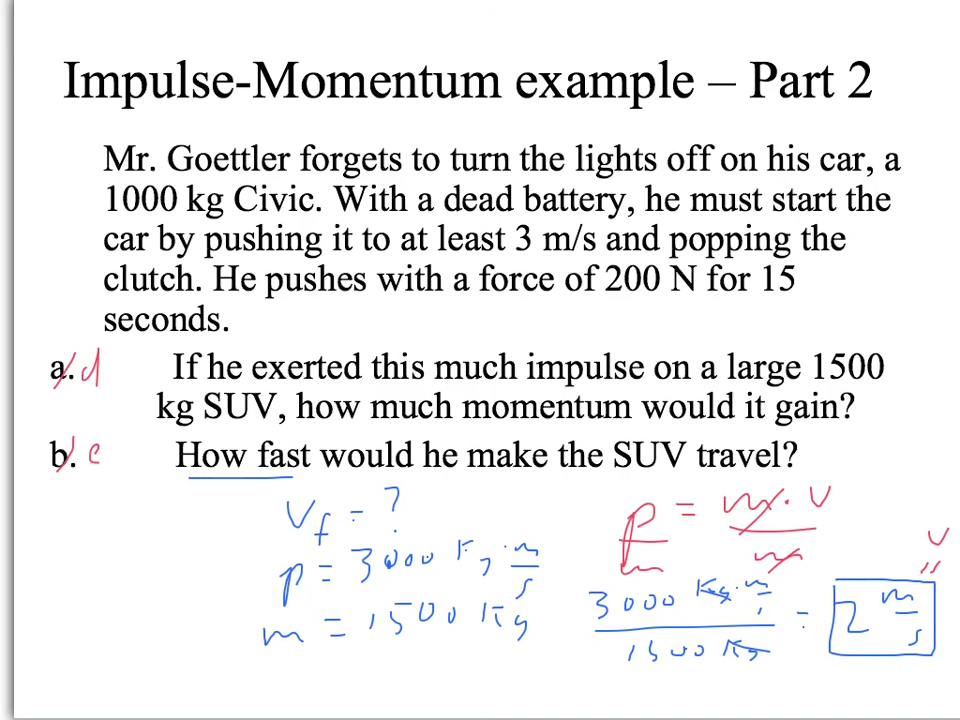 Impulse-Momentum example – Part 2
Mr. Goettler forgets to turn the lights off on his car, a
1000 kg Civic. With a dead battery, he must start the
car by pushing it to at least 3 m/s and popping the
clutch. He pushes with a force of 200 N for 15
seconds.
a. d If he exerted this much impulse on a large 1500
kg SUV, how much momentum would it gain?
b. e How fast would he make the SUV travel?
Vf = ?
p = 3000 Kg · m/s
m = 1500 Kg
p/m = m · v/m
3000 Kg · m/s / 1500 Kg = 2 m/s
v
"